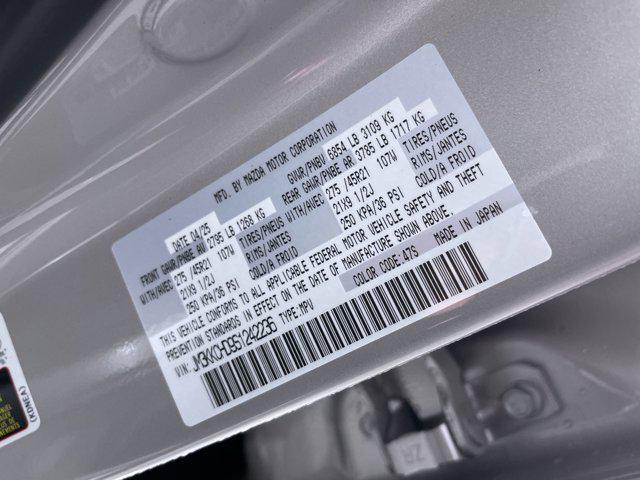 MFD. BY MAZDA MOTOR CORPORATION
DATE 04/25 GVWR/PNBV 6854 LB 3109 KG
FRONT GAWR/PNBE AV 2795 LB 1268 KG REAR GAWR/PNBE AR 3785 LB 1717 KG
WITH/AVEC 275 /45R21 107W TIRES/PNEUS WITH/AVEC 275 /45R21 107W TIRES/PNEUS
21X9 1/2J RIMS/JANTES 21X9 1/2J RIMS/JANTES
250 KPA/36 PSI COLD/A FROID 250 KPA/36 PSI COLD/A FROID
THIS VEHICLE CONFORMS TO ALL APPLICABLE FEDERAL MOTOR VEHICLE SAFETY AND THEFT
PREVENTION STANDARDS IN EFFECT ON THE DATE OF MANUFACTURE SHOWN ABOVE.
VIN: TYPE:MPV COLOR CODE:47S MADE IN JAPAN
(KONEA)
ZR